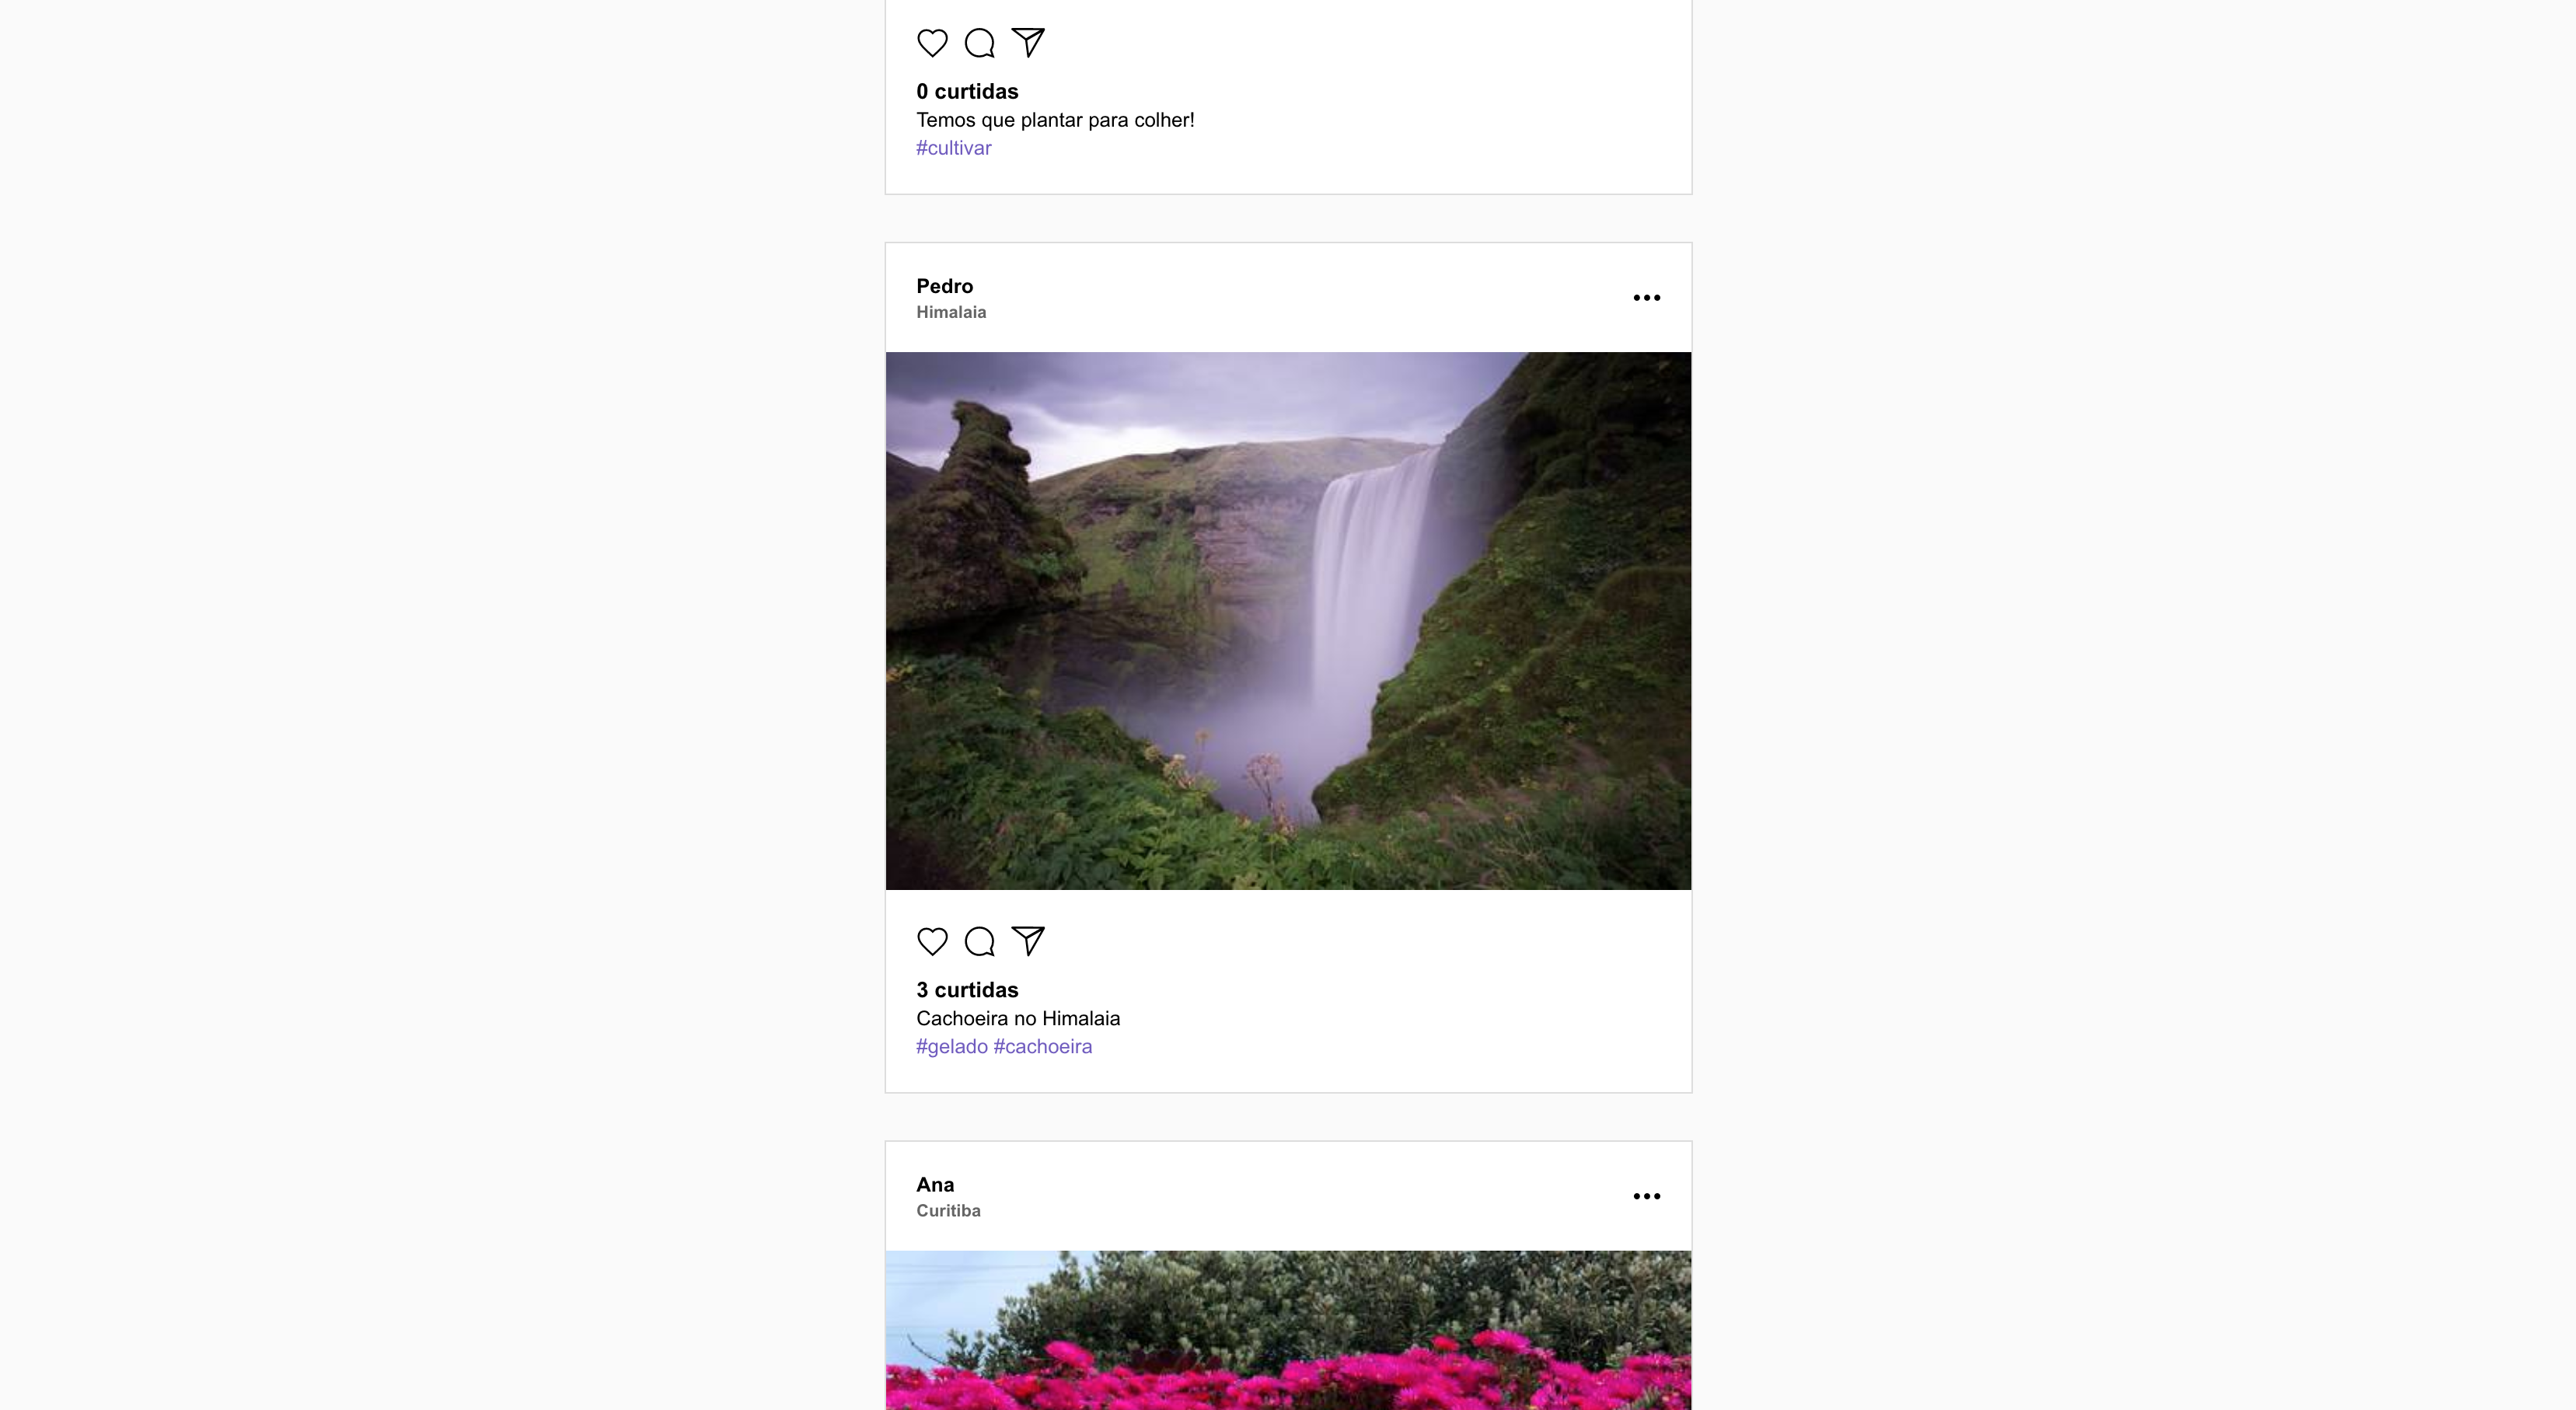 0 curtidas
Temos que plantar para colher!
#cultivar
Pedro
Himalaia
3 curtidas
Cachoeira no Himalaia
#gelado #cachoeira
Ana
Curitiba